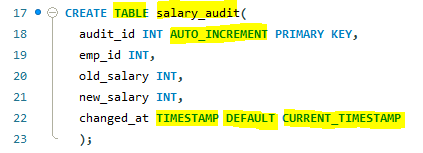 17 CREATE TABLE salary_audit(
18 audit_id INT AUTO_INCREMENT PRIMARY KEY,
19 emp_id INT,
20 old_salary INT,
21 new_salary INT,
22 changed_at TIMESTAMP DEFAULT CURRENT_TIMESTAMP
23 );